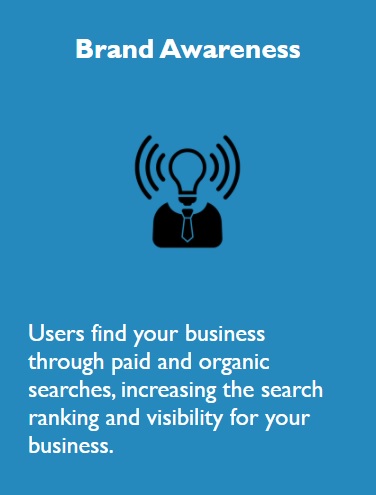 Brand Awareness
Users find your business
through paid and organic
searches, increasing the search
ranking and visibility for your
business.